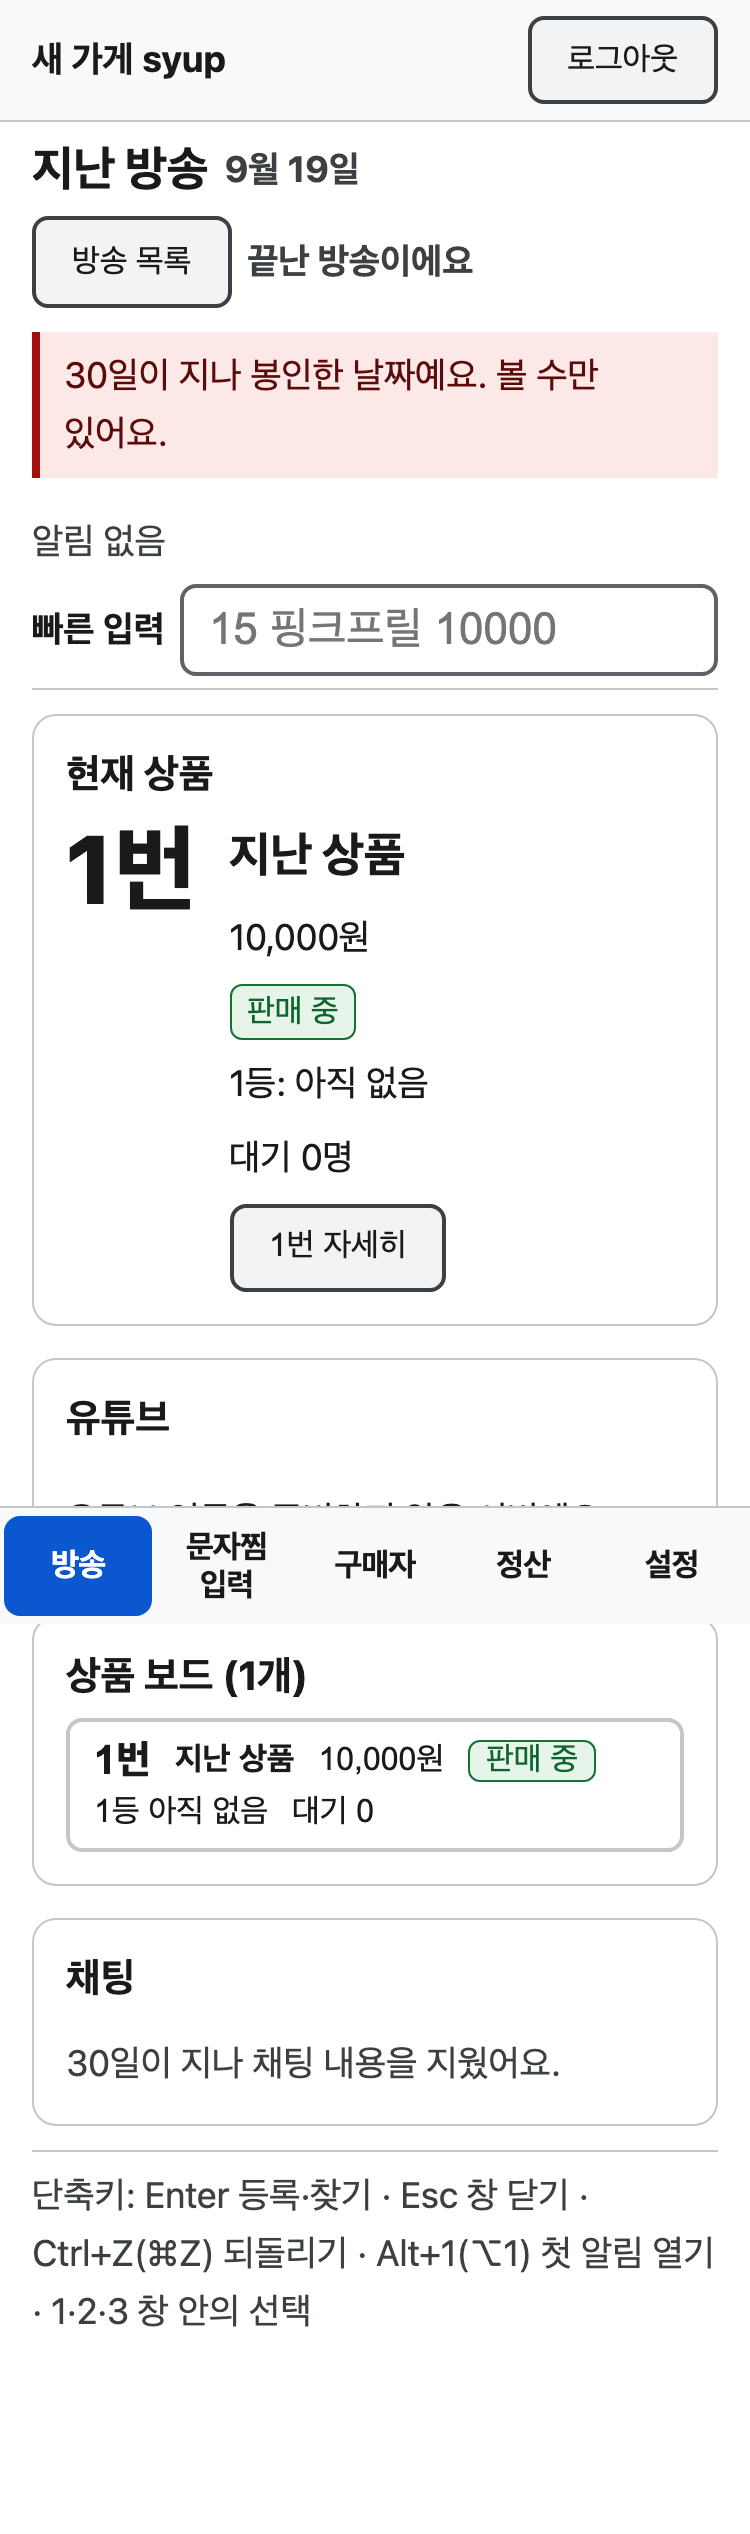 새 가게 syup
로그아웃
지난 방송 9월 19일
방송 목록
끝난 방송이에요
30일이 지나 봉인한 날짜예요. 볼 수만
있어요.
알림 없음
빠른 입력
15 핑크프릴 10000
현재 상품
1번
지난 상품
10,000원
판매 중
1등: 아직 없음
대기 0명
1번 자세히
유튜브
방송
문자찜
입력
구매자
정산
설정
상품 보드 (1개)
1번 지난 상품 10,000원 판매 중
1등 아직 없음 대기 0
채팅
30일이 지나 채팅 내용을 지웠어요.
단축키: Enter 등록·찾기 · Esc 창 닫기 ·
Ctrl+Z(⌘Z) 되돌리기 · Alt+1(⌥1) 첫 알림 열기
· 1·2·3 창 안의 선택